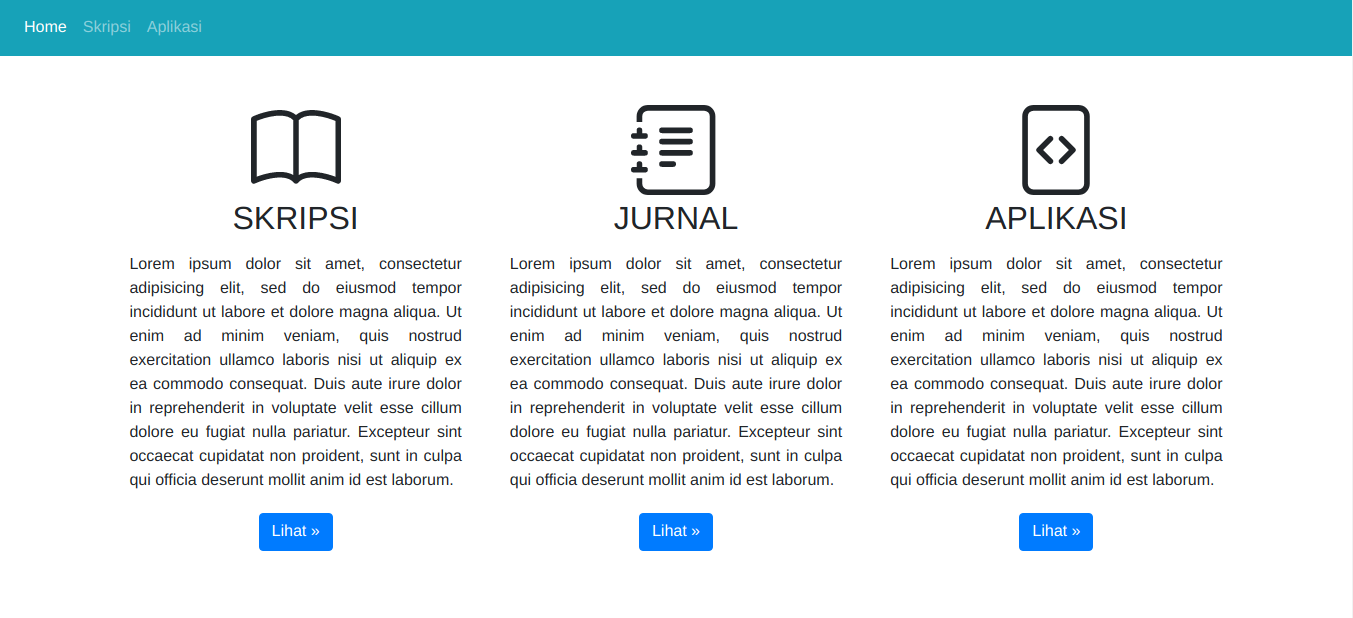 Home Skripsi Aplikasi
SKRIPSI
Lorem ipsum dolor sit amet, consectetur
adipisicing elit, sed do eiusmod tempor
incididunt ut labore et dolore magna aliqua. Ut
enim ad minim veniam, quis nostrud
exercitation ullamco laboris nisi ut aliquip ex
ea commodo consequat. Duis aute irure dolor
in reprehenderit in voluptate velit esse cillum
dolore eu fugiat nulla pariatur. Excepteur sint
occaecat cupidatat non proident, sunt in culpa
qui officia deserunt mollit anim id est laborum.
Lihat »
JURNAL
Lorem ipsum dolor sit amet, consectetur
adipisicing elit, sed do eiusmod tempor
incididunt ut labore et dolore magna aliqua. Ut
enim ad minim veniam, quis nostrud
exercitation ullamco laboris nisi ut aliquip ex
ea commodo consequat. Duis aute irure dolor
in reprehenderit in voluptate velit esse cillum
dolore eu fugiat nulla pariatur. Excepteur sint
occaecat cupidatat non proident, sunt in culpa
qui officia deserunt mollit anim id est laborum.
Lihat »
APLIKASI
Lorem ipsum dolor sit amet, consectetur
adipisicing elit, sed do eiusmod tempor
incididunt ut labore et dolore magna aliqua. Ut
enim ad minim veniam, quis nostrud
exercitation ullamco laboris nisi ut aliquip ex
ea commodo consequat. Duis aute irure dolor
in reprehenderit in voluptate velit esse cillum
dolore eu fugiat nulla pariatur. Excepteur sint
occaecat cupidatat non proident, sunt in culpa
qui officia deserunt mollit anim id est laborum.
Lihat »